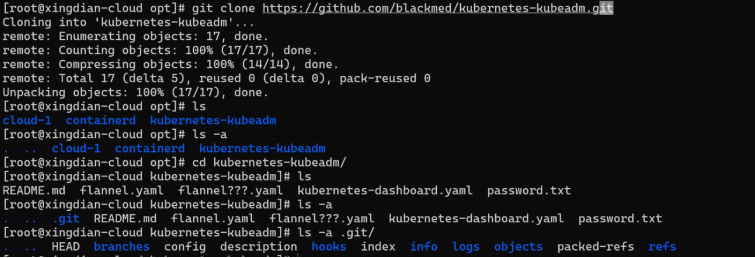 [root@xingdian-cloud opt]# git clone https://github.com/blackmed/kubernetes-kubeadm.git
Cloning into 'kubernetes-kubeadm'...
remote: Enumerating objects: 17, done.
remote: Counting objects: 100% (17/17), done.
remote: Compressing objects: 100% (14/14), done.
remote: Total 17 (delta 5), reused 0 (delta 0), pack-reused 0
Unpacking objects: 100% (17/17), done.
[root@xingdian-cloud opt]# ls
cloud-1  containerd  kubernetes-kubeadm
[root@xingdian-cloud opt]# ls -a
.  ..  cloud-1  containerd  kubernetes-kubeadm
[root@xingdian-cloud opt]# cd kubernetes-kubeadm/
[root@xingdian-cloud kubernetes-kubeadm]# ls
README.md  flannel.yaml  flannel???.yaml  kubernetes-dashboard.yaml  password.txt
[root@xingdian-cloud kubernetes-kubeadm]# ls -a
.  ..  .git  README.md  flannel.yaml  flannel???.yaml  kubernetes-dashboard.yaml  password.txt
[root@xingdian-cloud kubernetes-kubeadm]# ls -a .git/
.  ..  HEAD  branches  config  description  hooks  index  info  logs  objects  packed-refs  refs
[root@xingdian-cloud kubernetes-kubeadm]#